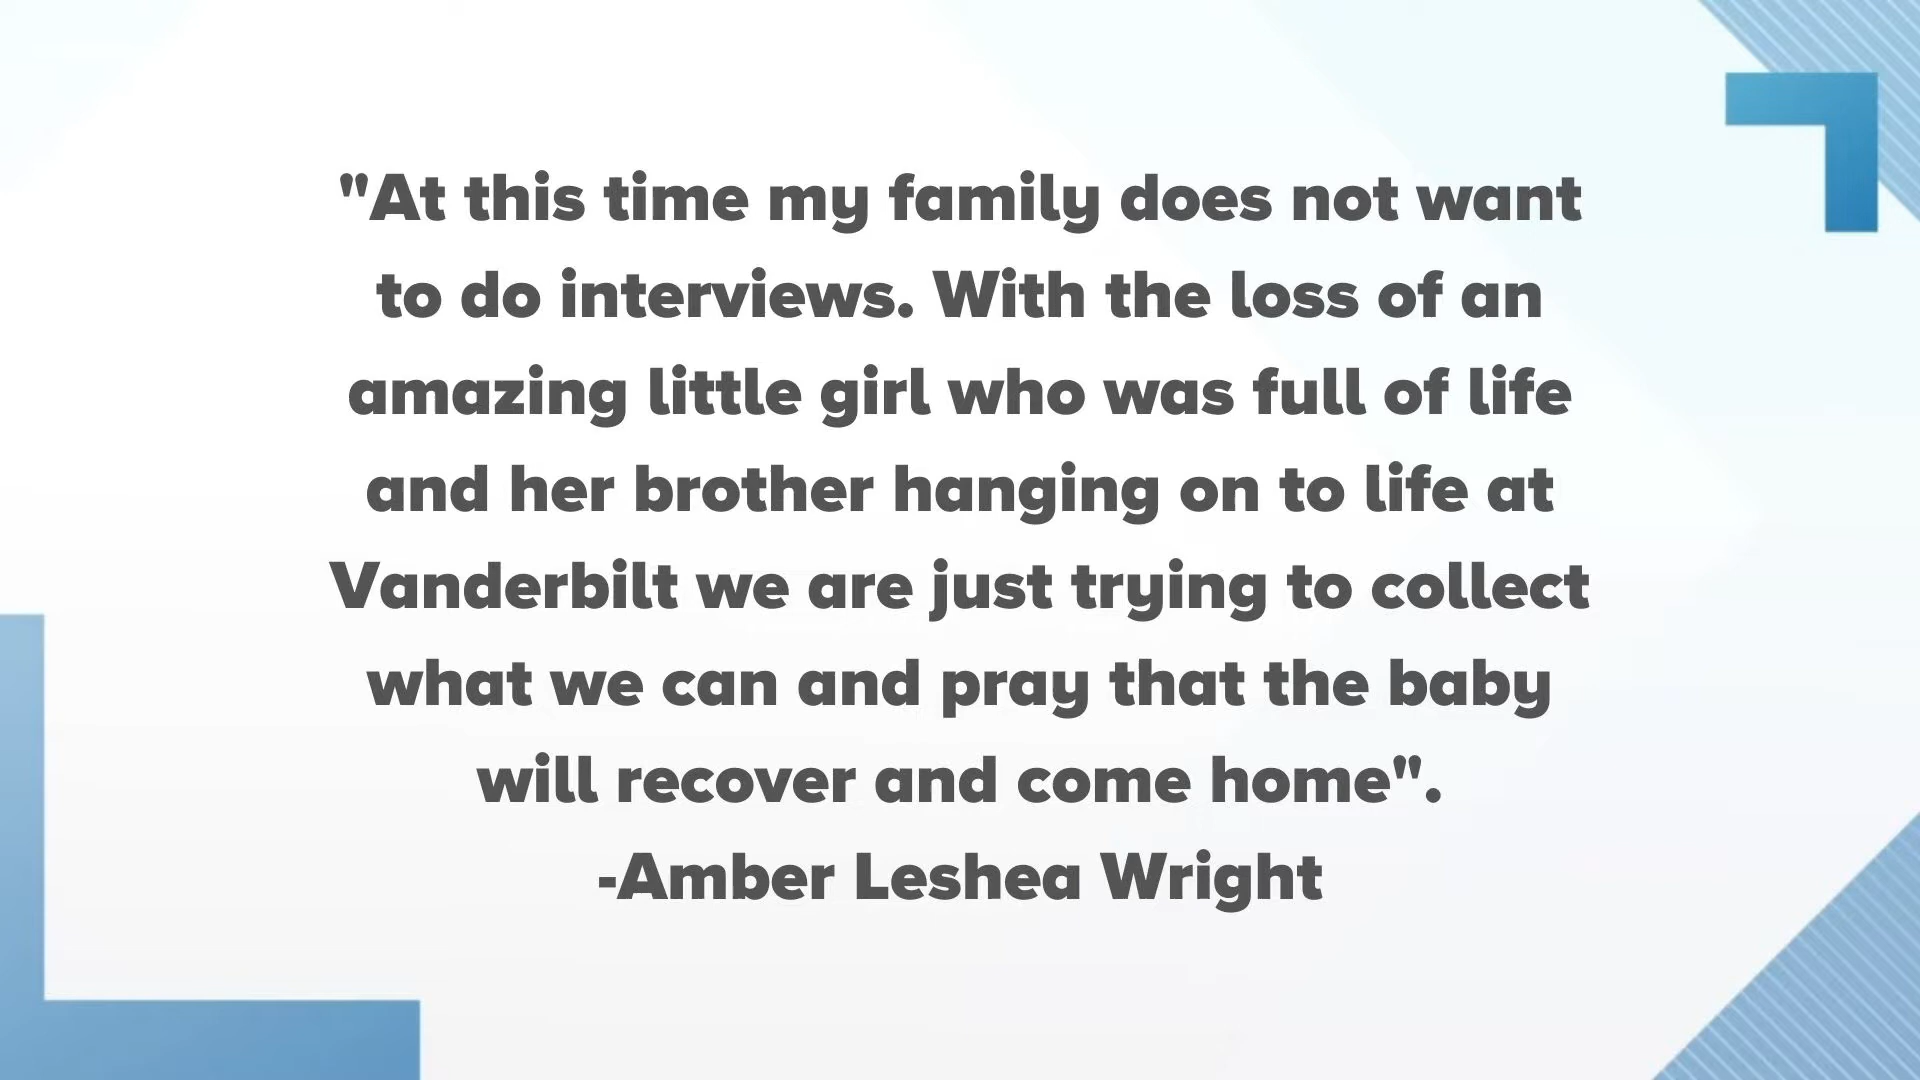 "At this time my family does not want
to do interviews. With the loss of an
amazing little girl who was full of life
and her brother hanging on to life at
Vanderbilt we are just trying to collect
what we can and pray that the baby
will recover and come home".
-Amber Leshea Wright